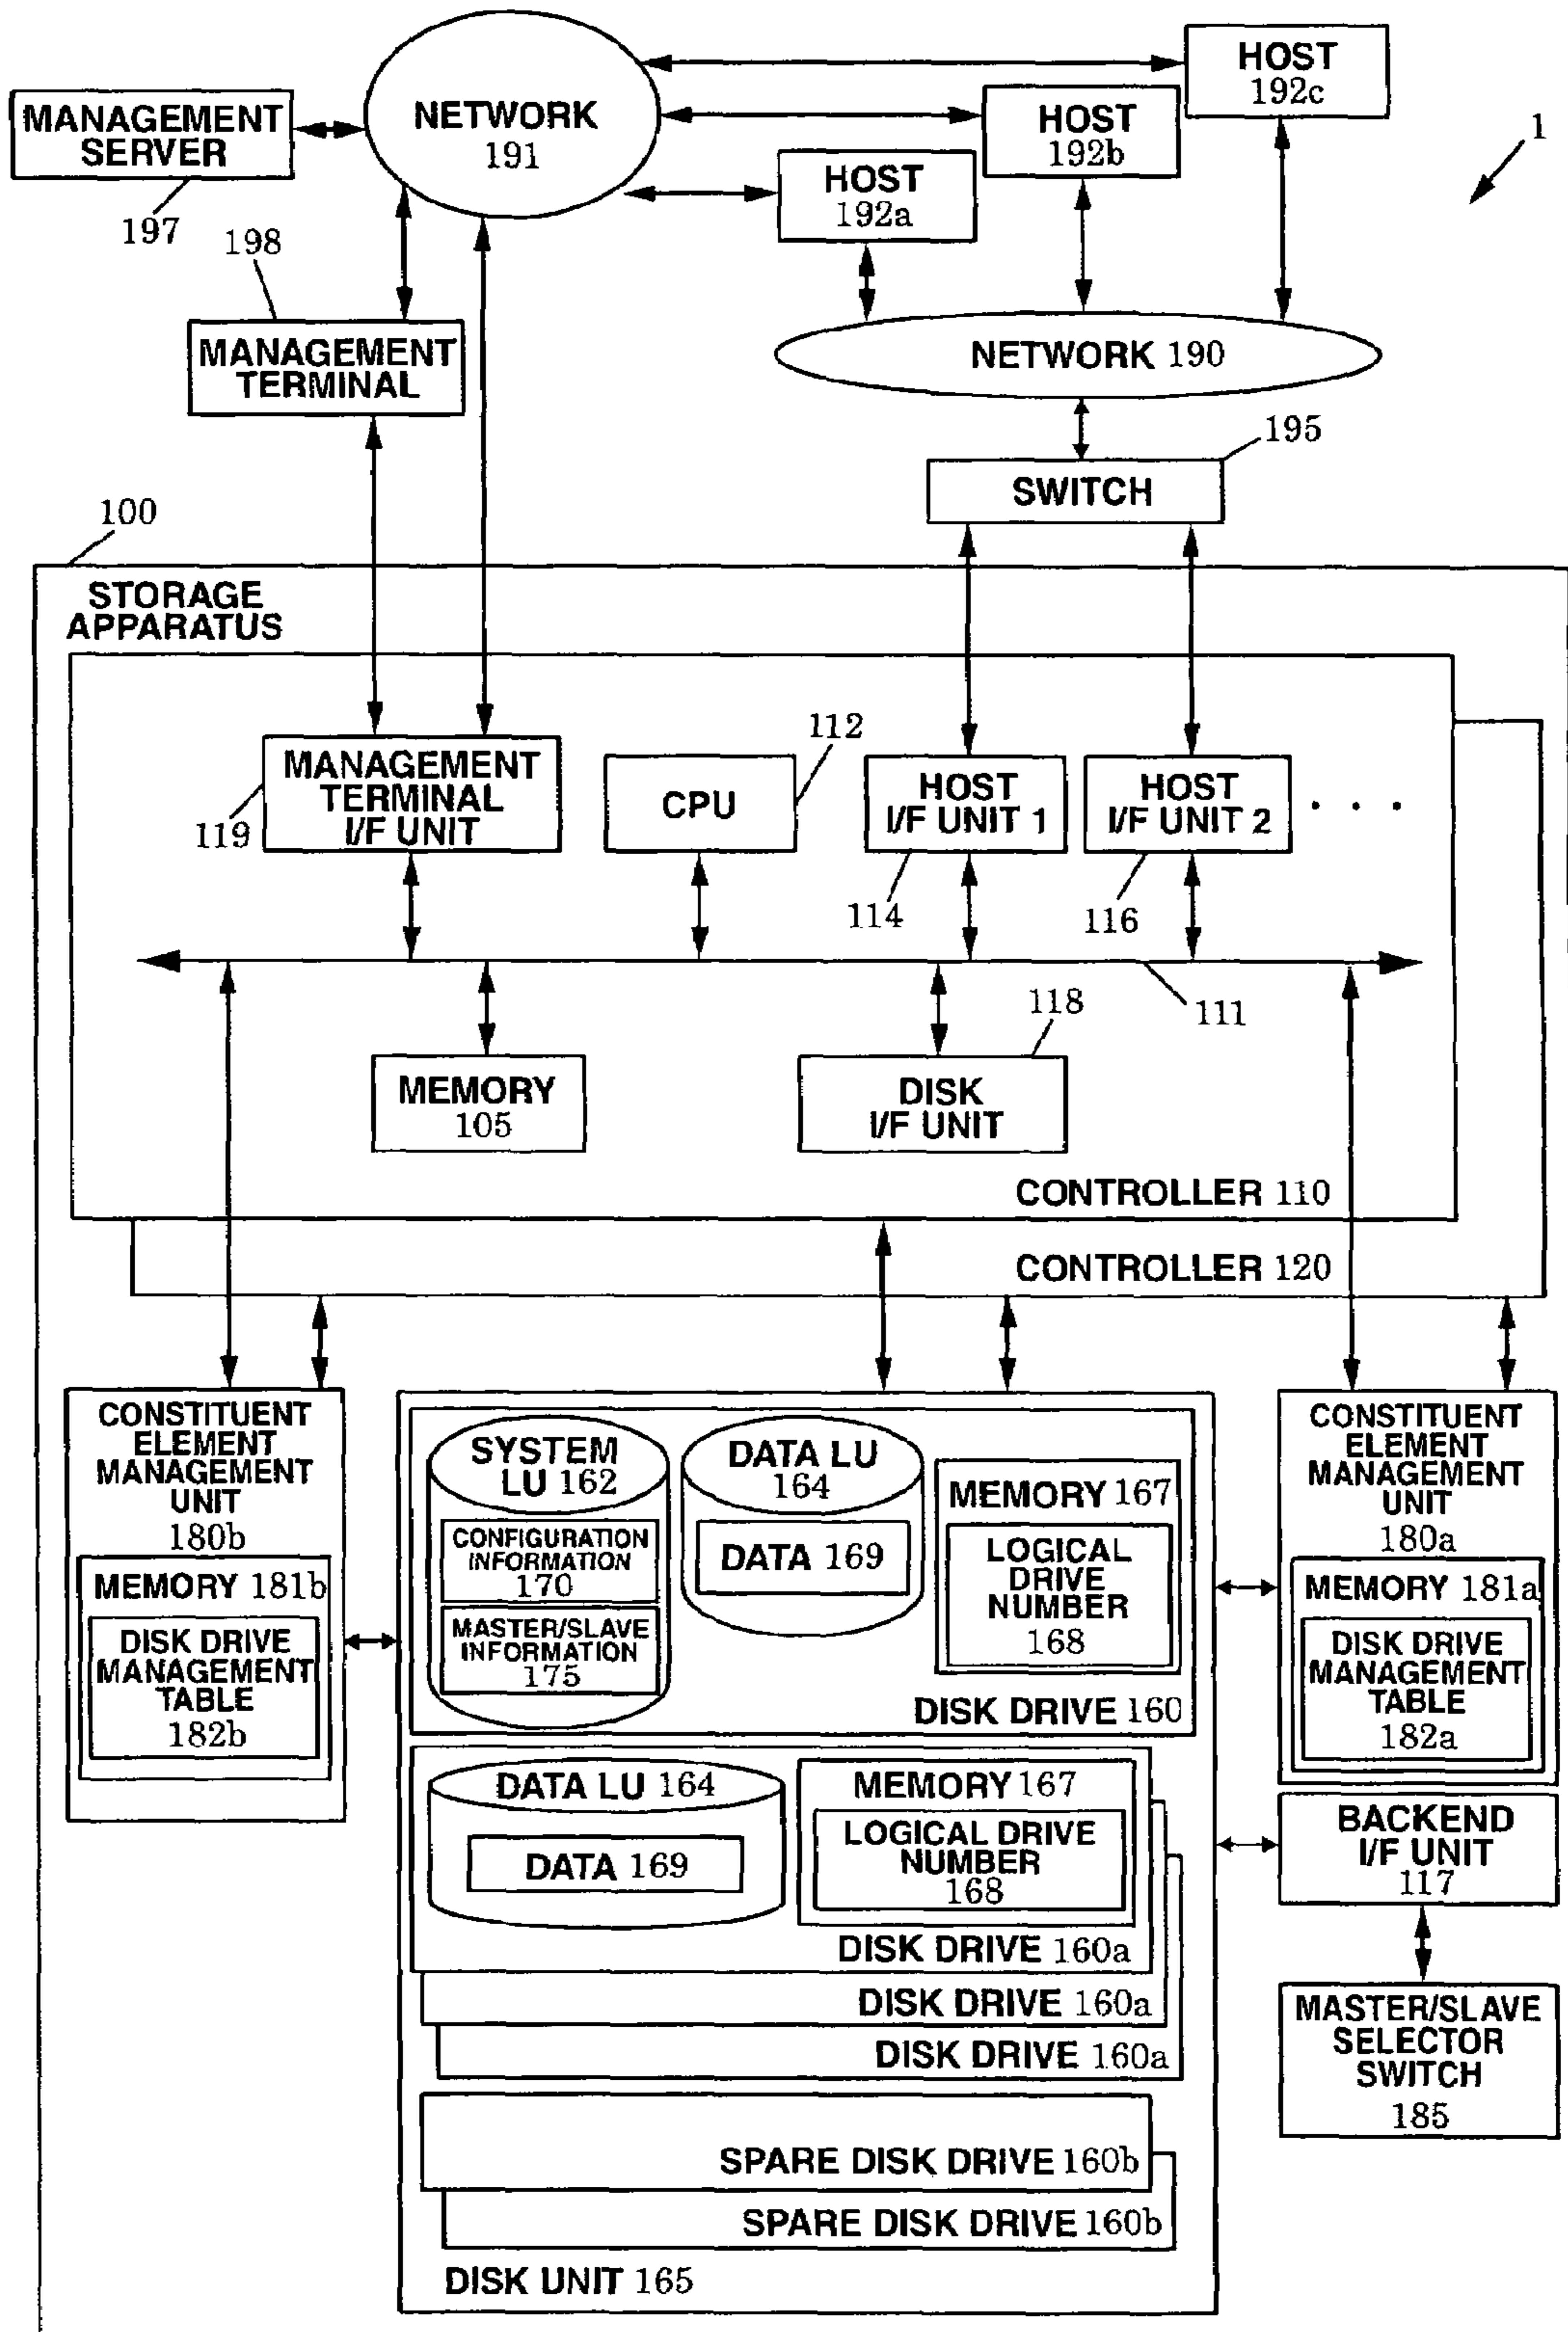 HOST
192c
NETWORK
191
MANAGEMENT
SERVER
HOST
192b
1
HOST
192a
197
198
NETWORK 190
MANAGEMENT
TERMINAL
195
SWITCH
100
STORAGE
APPARATUS
112
MANAGEMENT
TERMINAL
I/F UNIT
CPU
HOST
I/F UNIT 1
HOST
I/F UNIT 2
. . .
119
114
116
118
111
MEMORY
105
DISK
I/F UNIT
CONTROLLER 110
CONTROLLER 120
CONSTITUENT
ELEMENT
MANAGEMENT
UNIT
180b
MEMORY 181b
DISK DRIVE
MANAGEMENT
TABLE
182b
SYSTEM
LU 162
CONFIGURATION
INFORMATION
170
MASTER/SLAVE
INFORMATION
175
DATA LU
164
DATA 169
MEMORY 167
LOGICAL
DRIVE
NUMBER
168
DISK DRIVE 160
CONSTITUENT
ELEMENT
MANAGEMENT
UNIT
180a
MEMORY 181a
DISK DRIVE
MANAGEMENT
TABLE
182a
DATA LU 164
DATA 169
MEMORY 167
LOGICAL DRIVE
NUMBER
168
DISK DRIVE 160a
DISK DRIVE 160a
DISK DRIVE 160a
BACKEND
I/F UNIT
117
MASTER/SLAVE
SELECTOR
SWITCH
185
SPARE DISK DRIVE 160b
SPARE DISK DRIVE 160b
DISK UNIT 165